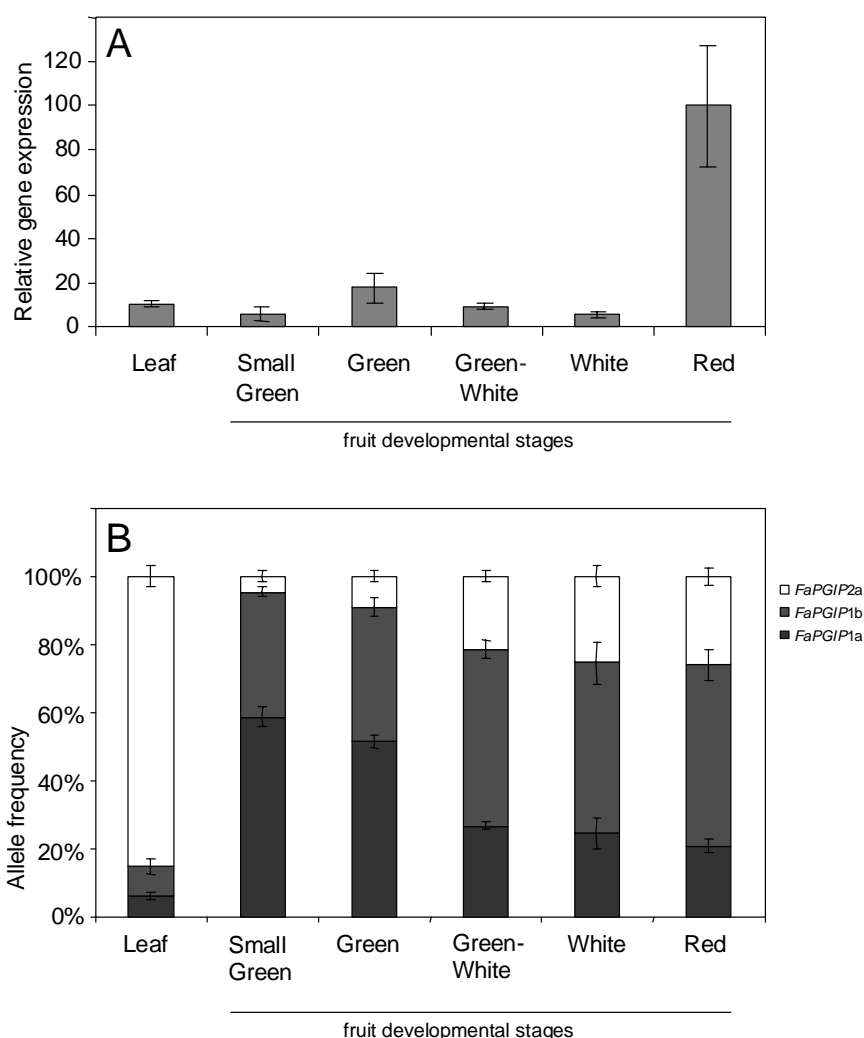 A
Relative gene expression
120
100
80
60
40
20
0
Leaf Small Green Green- White Red
Green White
fruit developmental stages
B
Allele frequency
100%
80%
60%
40%
20%
0%
FaPGIP2a
FaPGIP1b
FaPGIP1a
Leaf Small Green Green- White Red
Green White
fruit developmental stages